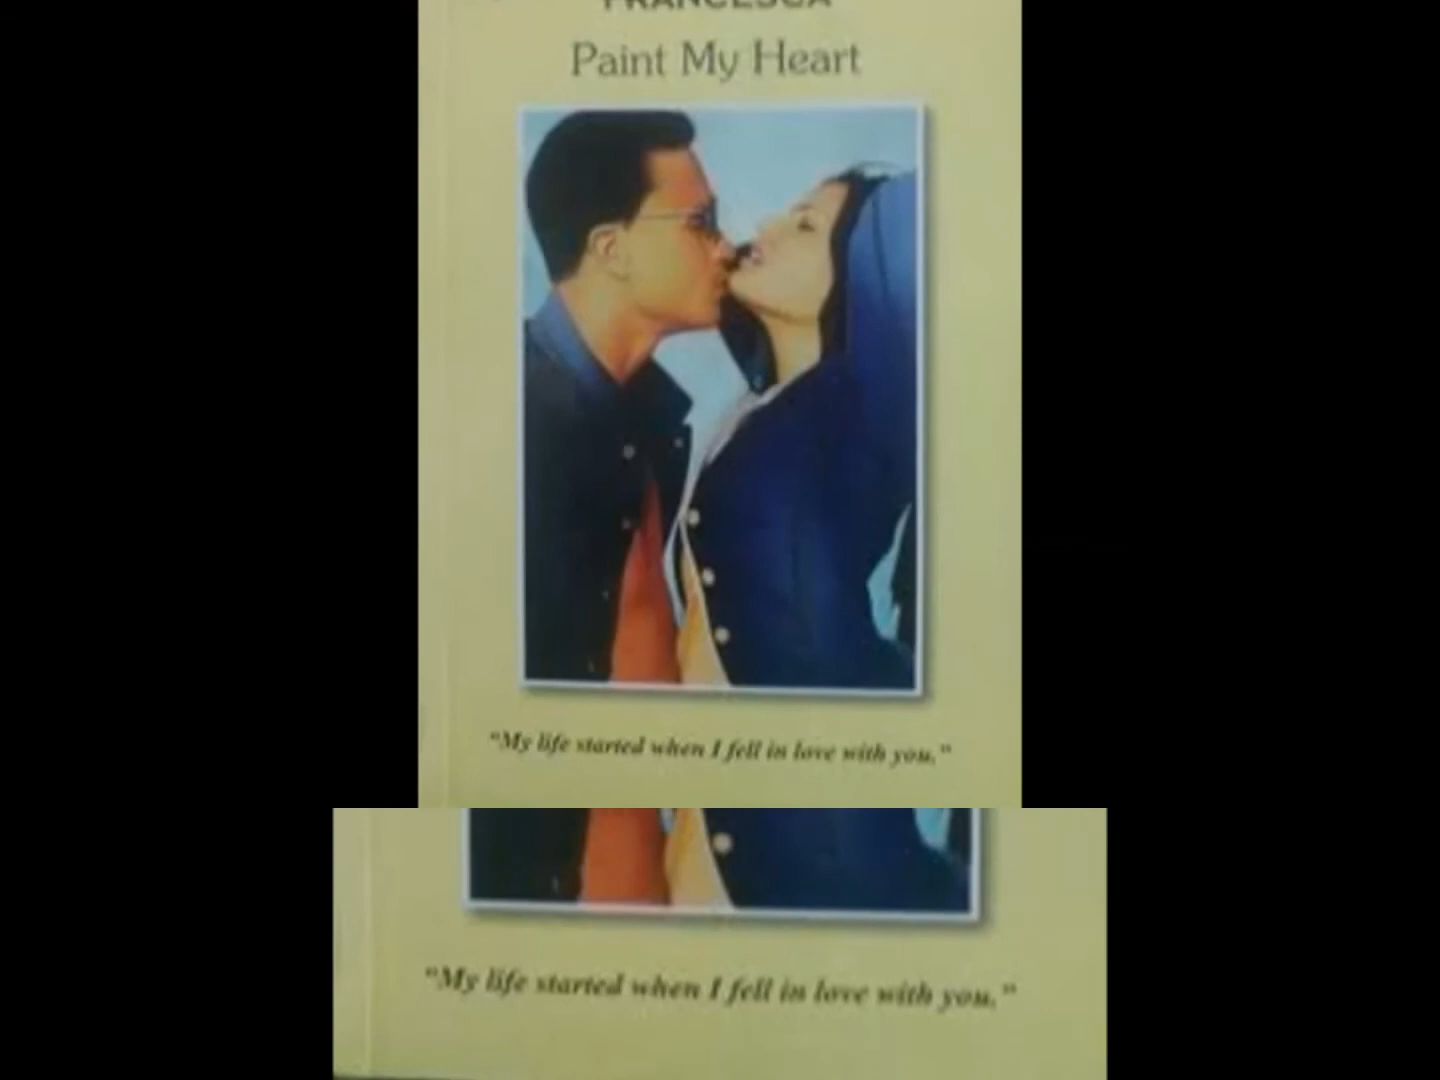 FRANCESCA
Paint My Heart
"My life started when I fell in love with you."
"My life started when I fell in love with you."